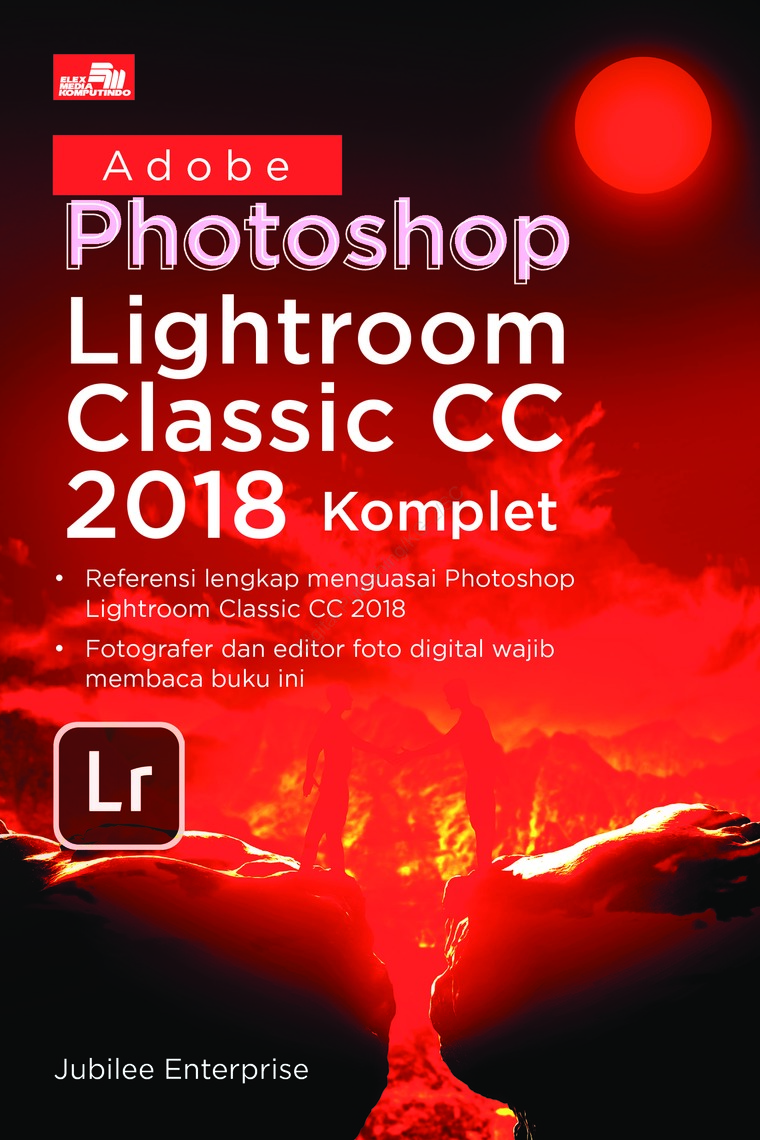 ELEX
MEDIA
KOMPUTINDO
Adobe
Photoshop
Lightroom
Classic CC
2018 Komplet
• Referensi lengkap menguasai Photoshop
Lightroom Classic CC 2018
• Fotografer dan editor foto digital wajib
membaca buku ini
Lr
Jubilee Enterprise